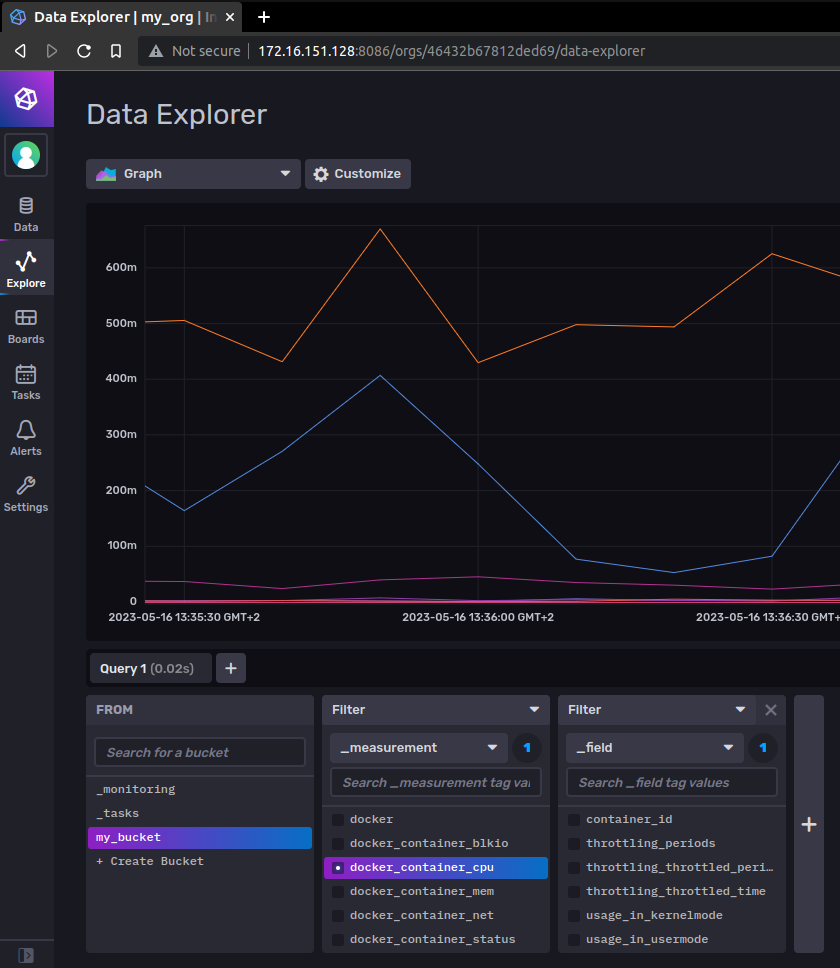 Data Explorer | my_org | In
Not secure
172.16.151.128:8086/orgs/46432b67812ded69/data-explorer
Data Explorer
Graph
Customize
Data
Explore
Boards
Tasks
Alerts
Settings
600m
500m
400m
300m
200m
100m
0
2023-05-16 13:35:30 GMT+2
2023-05-16 13:36:00 GMT+2
2023-05-16 13:36:30 GMT+
Query 1 (0.02s)
+
FROM
Search for a bucket
_monitoring
_tasks
my_bucket
+ Create Bucket
Filter
_measurement
1
Search _measurement tag val
docker
docker_container_blkio
docker_container_cpu
docker_container_mem
docker_container_net
docker_container_status
Filter
_field
1
Search _field tag values
container_id
throttling_periods
throttling_throttled_peri…
throttling_throttled_time
usage_in_kernelmode
usage_in_usermode
+